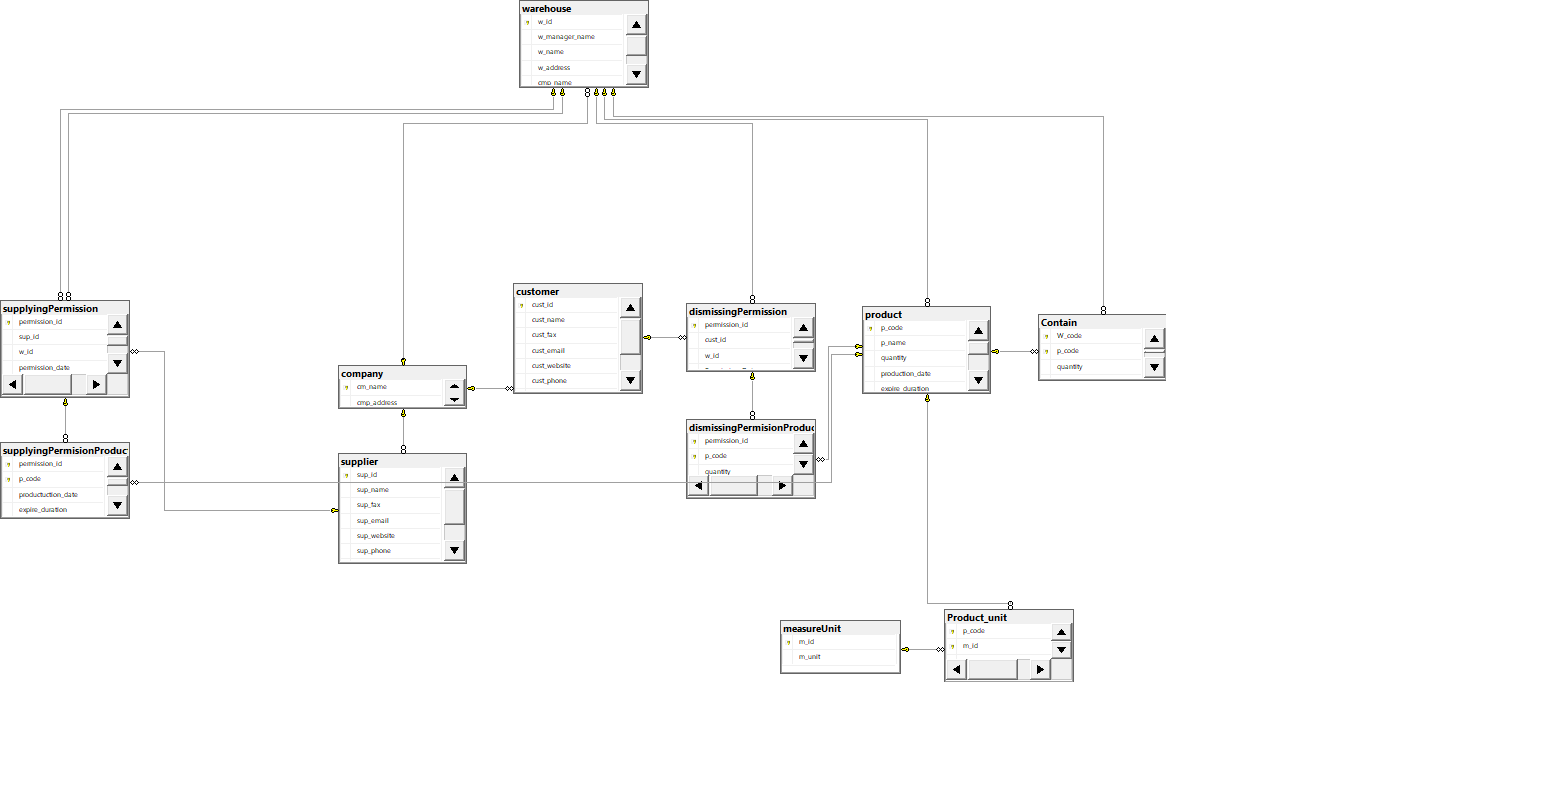 warehouse
w_id
w_manager_name
w_name
w_address
cmp_name
supplyingPermission
permission_id
sup_id
w_id
permission_date
customer
cust_id
cust_name
cust_fax
cust_email
cust_website
cust_phone
dismissingPermission
permission_id
cust_id
w_id
product
p_code
p_name
quantity
production_date
expire_duration
Contain
W_code
p_code
quantity
company
cm_name
cmp_address
supplyingPermisionProduc
permission_id
p_code
productuction_date
expire_duration
supplier
sup_id
sup_name
sup_fax
sup_email
sup_website
sup_phone
dismissingPermisionProduc
permission_id
p_code
quantity
measureUnit
m_id
m_unit
Product_unit
p_code
m_id